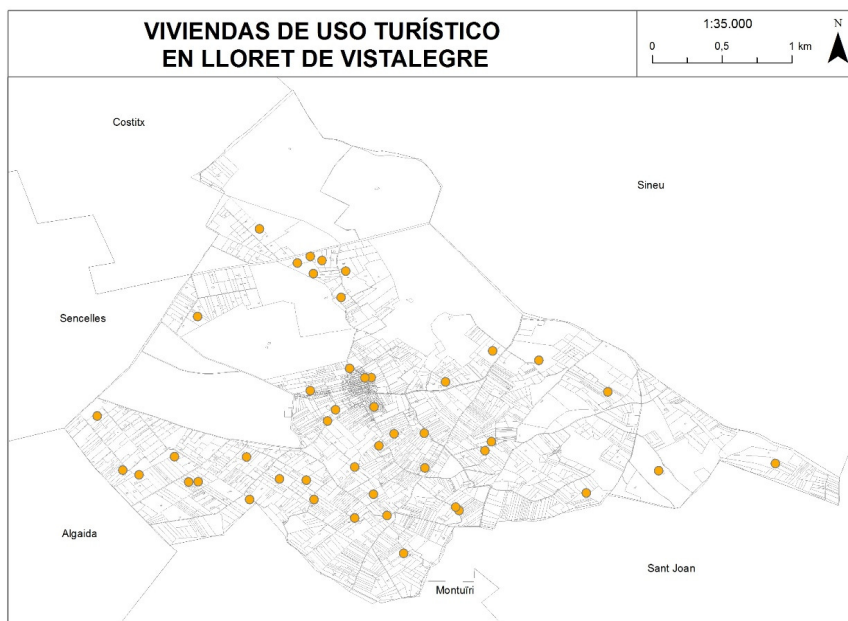 VIVIENDAS DE USO TURÍSTICO
EN LLORET DE VISTALEGRE
1:35.000
0 0,5 1 km
N
Costitx
Sineu
Sencelles
Algaida
Sant Joan
Montuïri